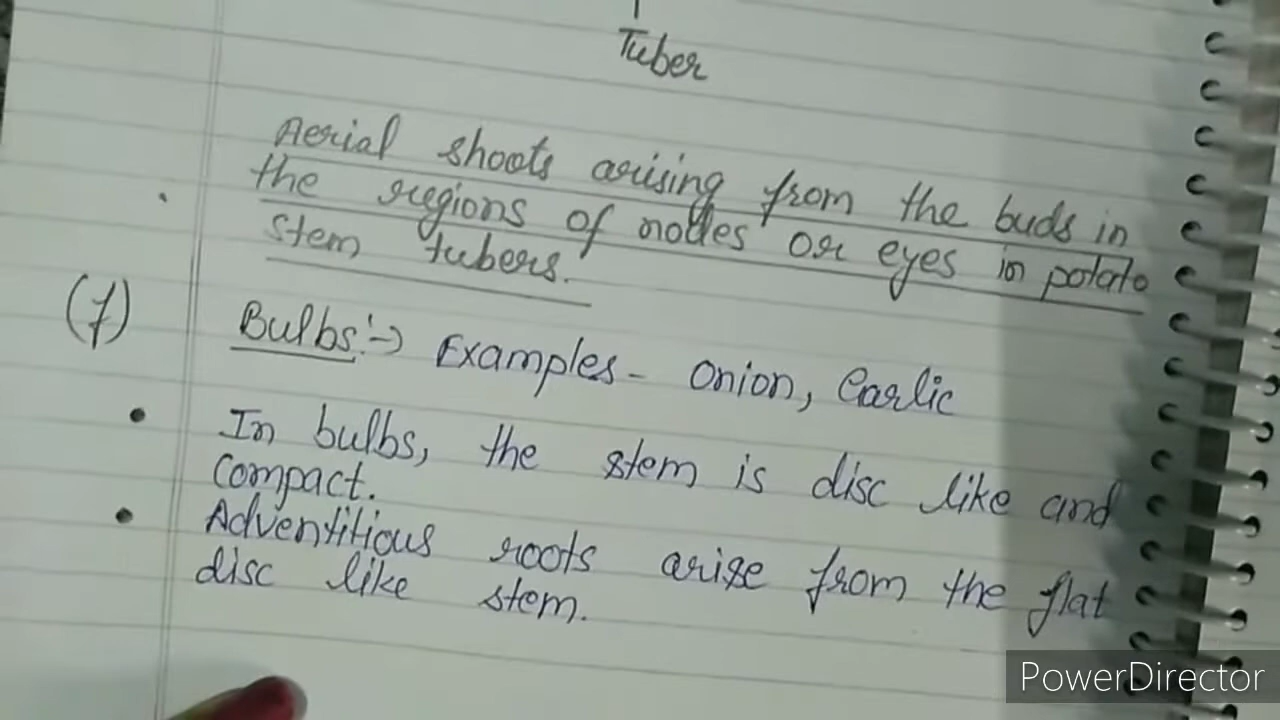 Tuber
Aerial shoots arising from the buds in
the regions of nodes or eyes in potato
stem tubers.
(7) Bulbs:-> Examples - Onion, Garlic
• In bulbs, the stem is disc like and
compact.
• Adventitious roots arise from the flat
disc like stem.
PowerDirector